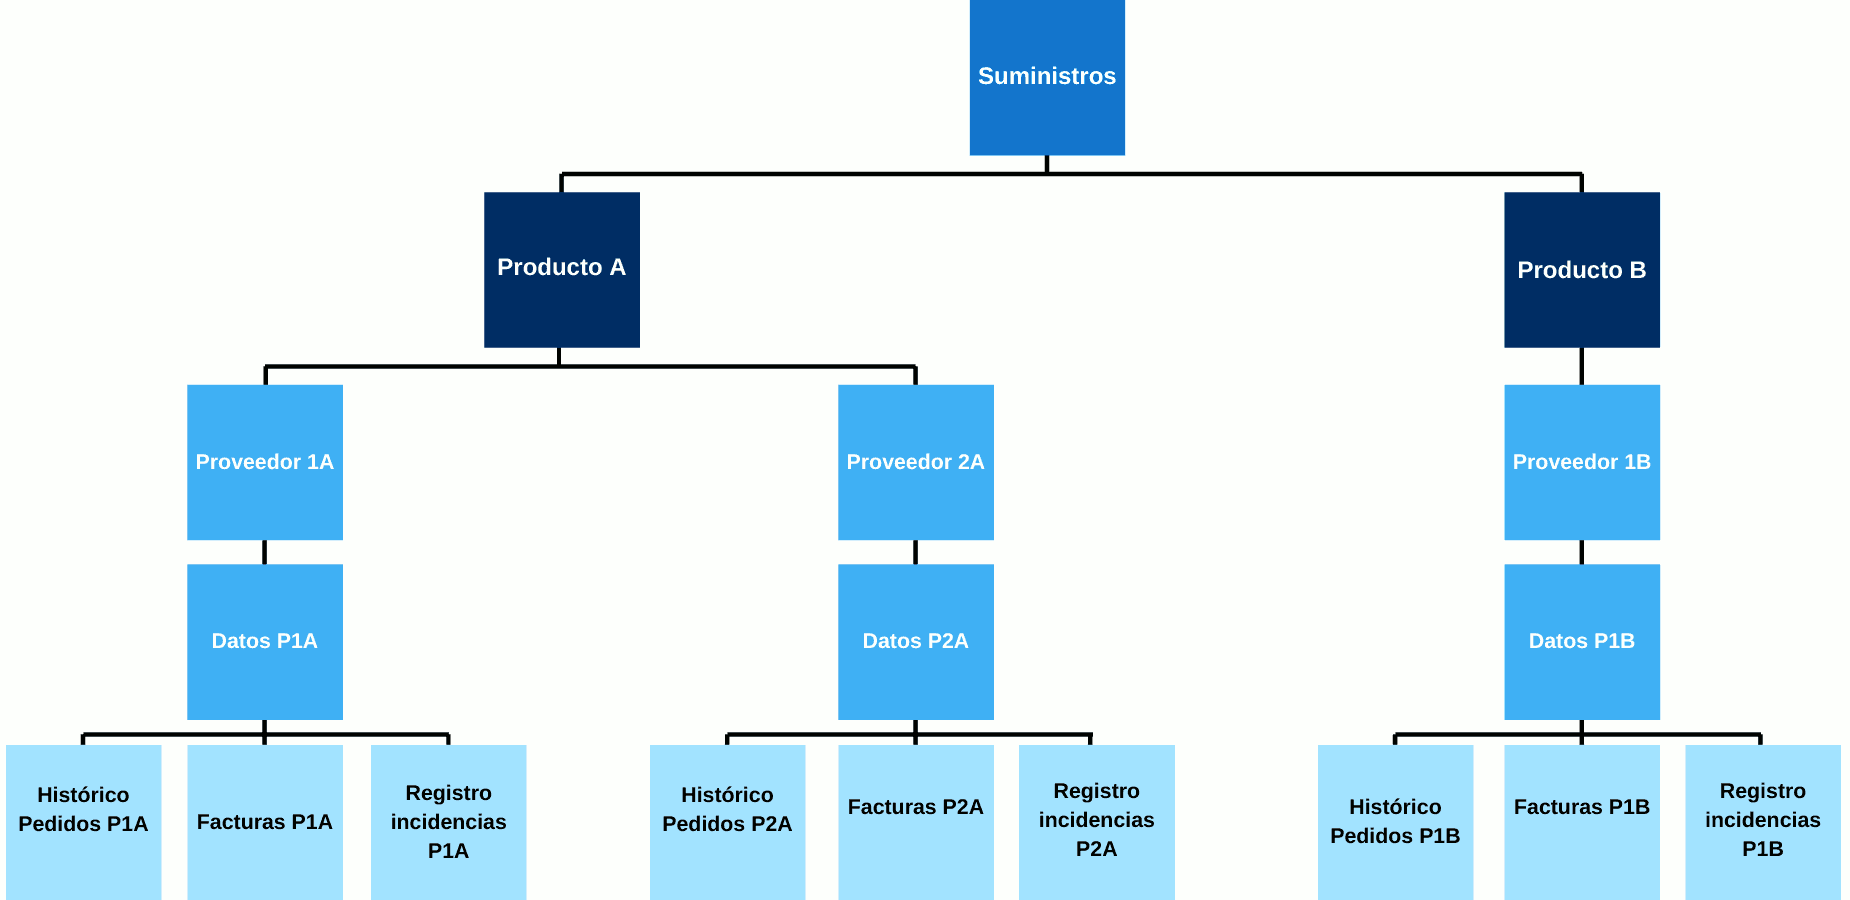 Suministros
Producto A
Producto B
Proveedor 1A
Proveedor 2A
Proveedor 1B
Datos P1A
Datos P2A
Datos P1B
Histórico
Pedidos P1A
Facturas P1A
Registro
incidencias
P1A
Histórico
Pedidos P2A
Facturas P2A
Registro
incidencias
P2A
Histórico
Pedidos P1B
Facturas P1B
Registro
incidencias
P1B